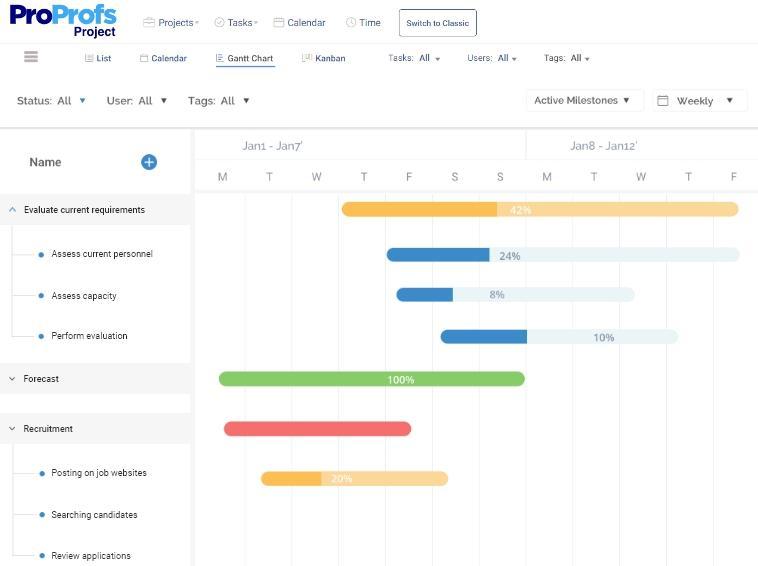 ProProfs
Project
Projects
Tasks
Calendar
Time
Switch to Classic
List
Calendar
Gantt Chart
Kanban
Tasks: All
Users: All
Tags: All
Status: All
User: All
Tags: All
Active Milestones
Weekly
Name
Jan1 - Jan7'
Jan8 - Jan12'
M T W T F S S M T W T F
Evaluate current requirements
42%
Assess current personnel
24%
Assess capacity
8%
Perform evaluation
10%
Forecast
100%
Recruitment
Posting on job websites
20%
Searching candidates
Review applications